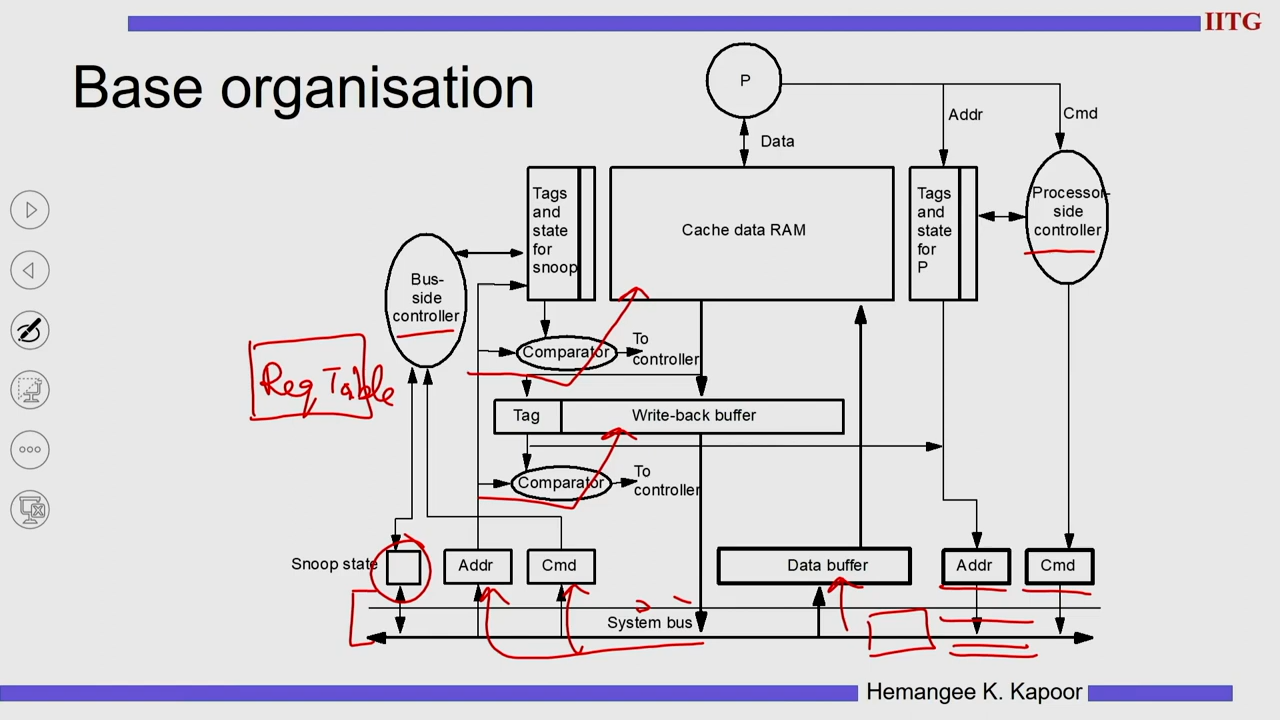 IITG
Base organisation
P
Addr
Cmd
Data
Tags
and
state
for
snoop
Cache data RAM
Tags
and
state
for
P
Processor-
side
controller
Bus-
side
controller
Comparator
To
controller
Req Table
Tag
Write-back buffer
Comparator
To
controller
Snoop state
Addr
Cmd
Data buffer
Addr
Cmd
System bus
Hemangee K. Kapoor